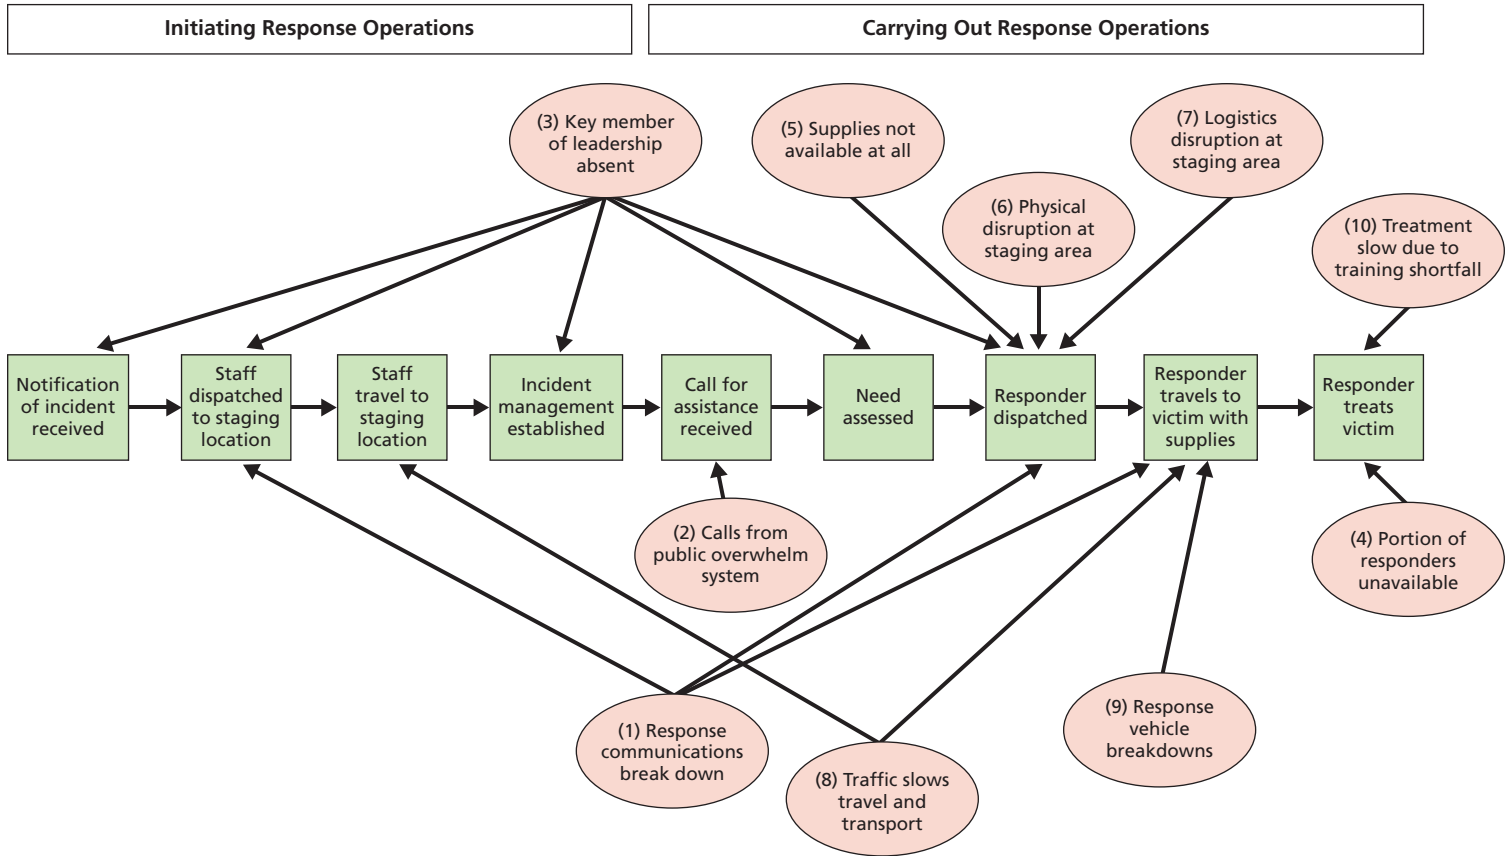 Initiating Response Operations
Carrying Out Response Operations
(3) Key member
of leadership
absent
(5) Supplies not
available at all
(7) Logistics
disruption at
staging area
(6) Physical
disruption at
staging area
(10) Treatment
slow due to
training shortfall
Notification
of incident
received
Staff
dispatched
to staging
location
Staff
travel to
staging
location
Incident
management
established
Call for
assistance
received
Need
assessed
Responder
dispatched
Responder
travels to
victim with
supplies
Responder
treats
victim
(2) Calls from
public overwhelm
system
(4) Portion of
responders
unavailable
(1) Response
communications
break down
(8) Traffic slows
travel and
transport
(9) Response
vehicle
breakdowns